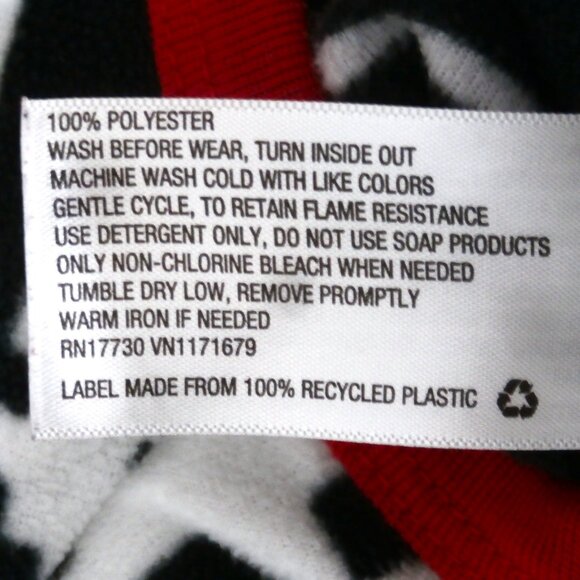 100% POLYESTER
WASH BEFORE WEAR, TURN INSIDE OUT
MACHINE WASH COLD WITH LIKE COLORS
GENTLE CYCLE, TO RETAIN FLAME RESISTANCE
USE DETERGENT ONLY, DO NOT USE SOAP PRODUCTS
ONLY NON-CHLORINE BLEACH WHEN NEEDED
TUMBLE DRY LOW, REMOVE PROMPTLY
WARM IRON IF NEEDED
RN17730 VN1171679
LABEL MADE FROM 100% RECYCLED PLASTIC